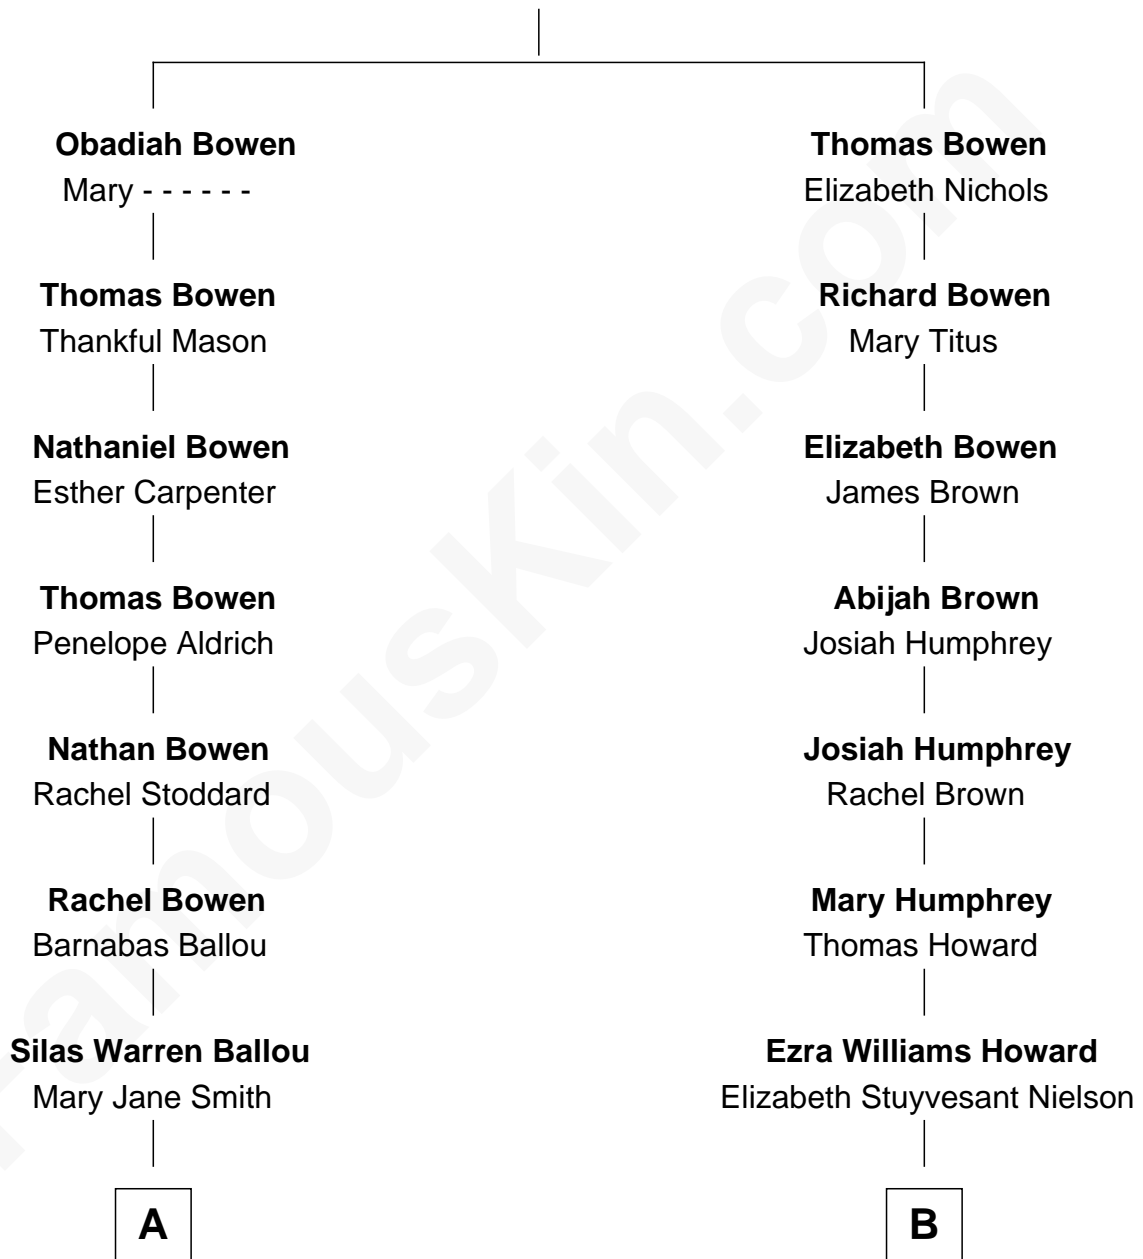 Obadiah Bowen
Mary - - - - - -
Thomas Bowen
Thankful Mason
Nathaniel Bowen
Esther Carpenter
Thomas Bowen
Penelope Aldrich
Nathan Bowen
Rachel Stoddard
Rachel Bowen
Barnabas Ballou
Silas Warren Ballou
Mary Jane Smith
A
Thomas Bowen
Elizabeth Nichols
Richard Bowen
Mary Titus
Elizabeth Bowen
James Brown
Abijah Brown
Josiah Humphrey
Josiah Humphrey
Rachel Brown
Mary Humphrey
Thomas Howard
Ezra Williams Howard
Elizabeth Stuyvesant Nielson
B
FamousKin.com